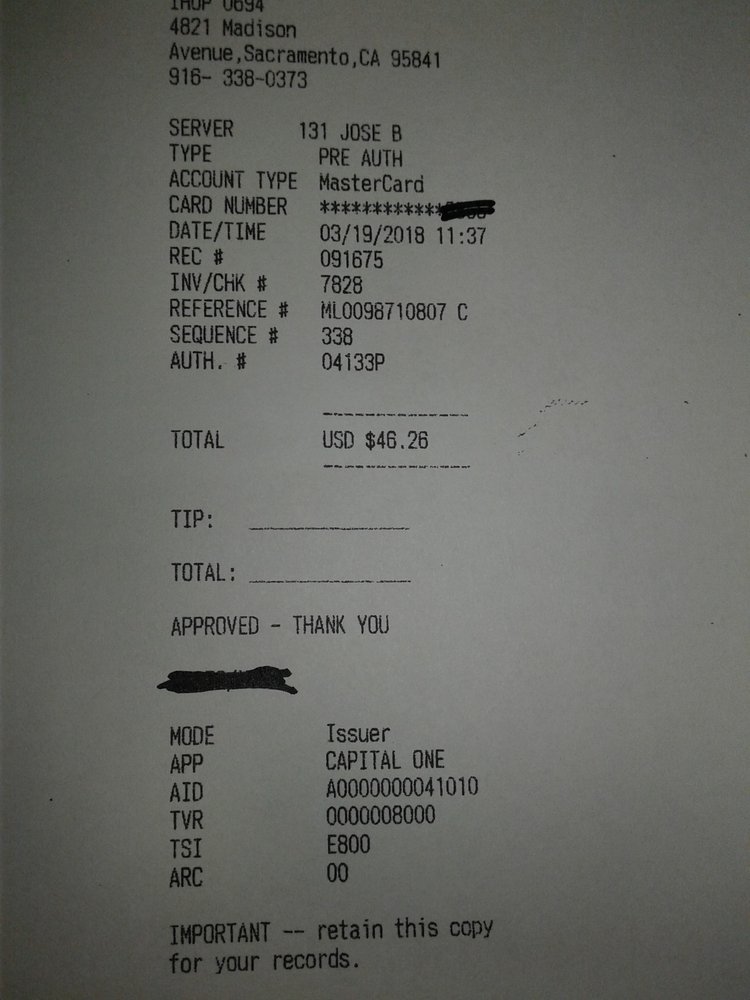 IHOP 0694
4821 Madison
Avenue,Sacramento,CA 95841
916- 338-0373
SERVER 131 JOSE B
TYPE PRE AUTH
ACCOUNT TYPE MasterCard
CARD NUMBER ************
DATE/TIME 03/19/2018 11:37
REC # 091675
INV/CHK # 7828
REFERENCE # ML0098710807 C
SEQUENCE # 338
AUTH. # 04133P
TOTAL USD $46.26
TIP:
TOTAL:
APPROVED - THANK YOU
MODE Issuer
APP CAPITAL ONE
AID A0000000041010
TVR 0000008000
TSI E800
ARC 00
IMPORTANT -- retain this copy
for your records.